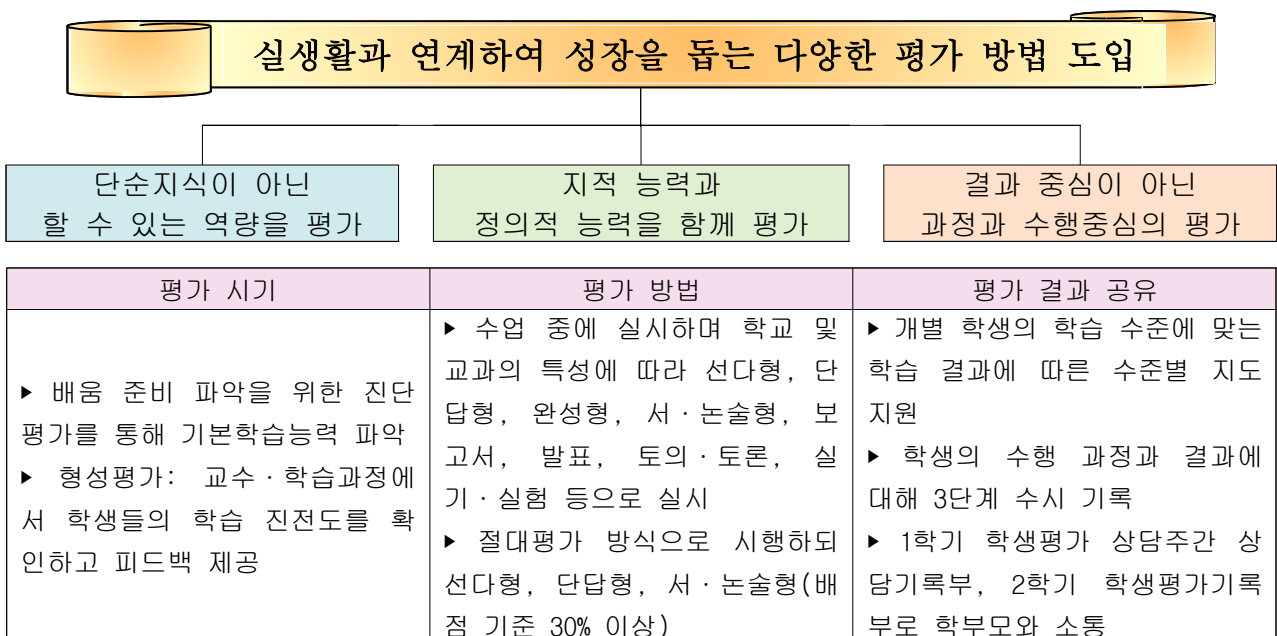 실생활과 연계하여 성장을 돕는 다양한 평가 방법 도입
단순지식이 아닌
할 수 있는 역량을 평가
지적 능력과
정의적 능력을 함께 평가
결과 중심이 아닌
과정과 수행중심의 평가
평가 시기
▶ 배움 준비 파악을 위한 진단
평가를 통해 기본학습능력 파악
▶ 형성평가: 교수·학습과정에
서 학생들의 학습 진전도를 확
인하고 피드백 제공
평가 방법
▶ 수업 중에 실시하며 학교 및
교과의 특성에 따라 선다형, 단
답형, 완성형, 서·논술형, 보
고서, 발표, 토의·토론, 실
기·실험 등으로 실시
▶ 절대평가 방식으로 시행하되
선다형, 단답형, 서·논술형(배
점 기준 30% 이상)
평가 결과 공유
▶ 개별 학생의 학습 수준에 맞는
학습 결과에 따른 수준별 지도
지원
▶ 학생의 수행 과정과 결과에
대해 3단계 수시 기록
▶ 1학기 학생평가 상담주간 상
담기록부, 2학기 학생평가기록
부로 학부모와 소통